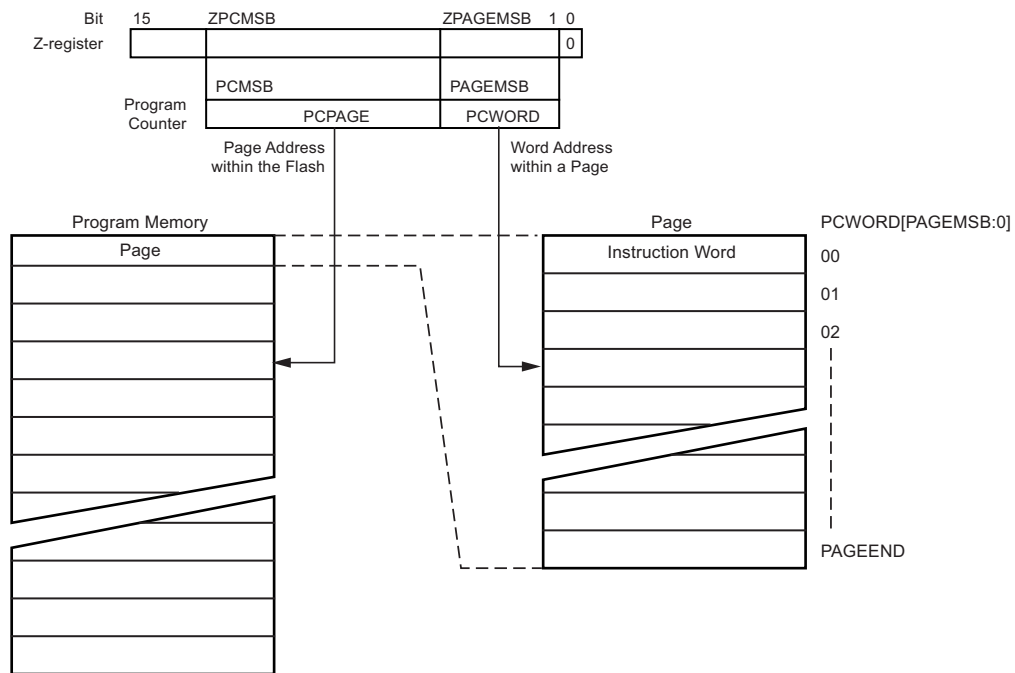 Bit 15 ZPCMSB ZPAGEMSB 1 0
Z-register 0
PCMSB PAGEMSB
Program
Counter
PCPAGE PCWORD
Page Address
within the Flash
Word Address
within a Page
Program Memory Page PCWORD[PAGEMSB:0]
Page Instruction Word 00
01
02
PAGEEND